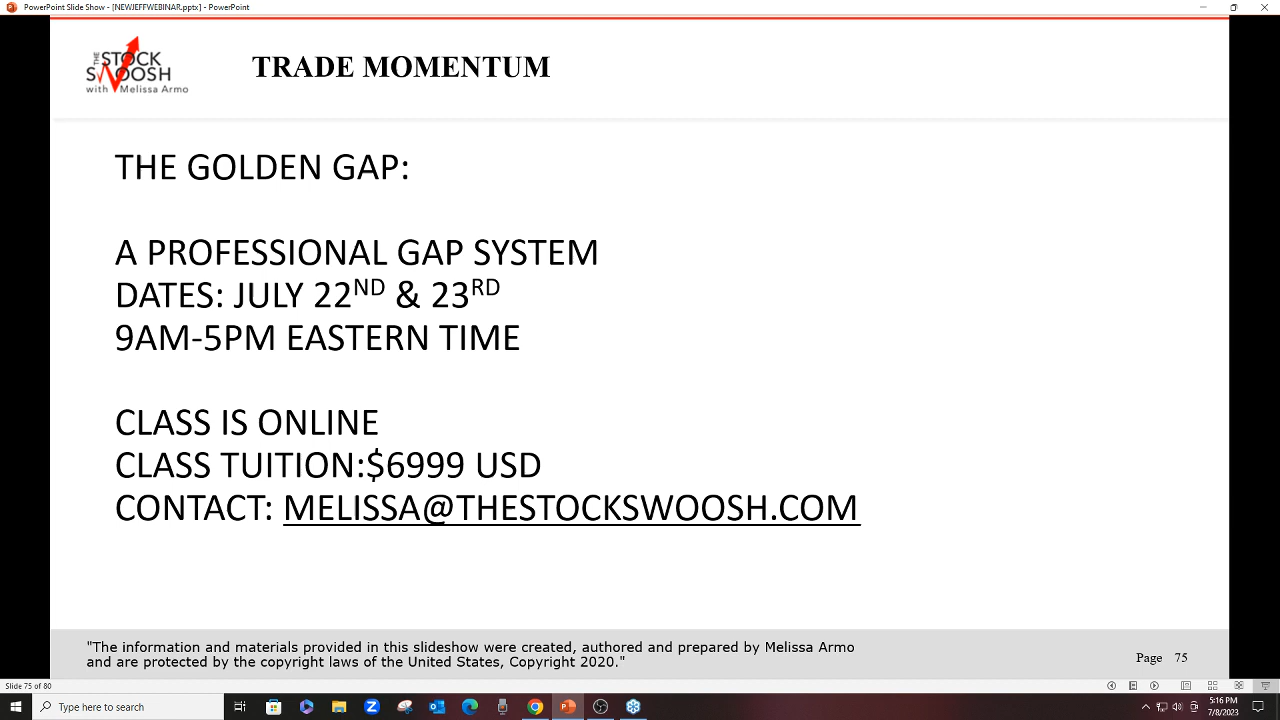 PowerPoint Slide Show - [NEWJEFFWEBINAR.pptx] - PowerPoint
THE STOCK
SWOOSH
with Melissa Armo
TRADE MOMENTUM
THE GOLDEN GAP:
A PROFESSIONAL GAP SYSTEM
DATES: JULY 22ND & 23RD
9AM-5PM EASTERN TIME
CLASS IS ONLINE
CLASS TUITION:$6999 USD
CONTACT: MELISSA@THESTOCKSWOOSH.COM
"The information and materials provided in this slideshow were created, authored and prepared by Melissa Armo
and are protected by the copyright laws of the United States, Copyright 2020."
Page 75
Slide 75 of 80
Type here to search
5:16 PM
7/8/2023